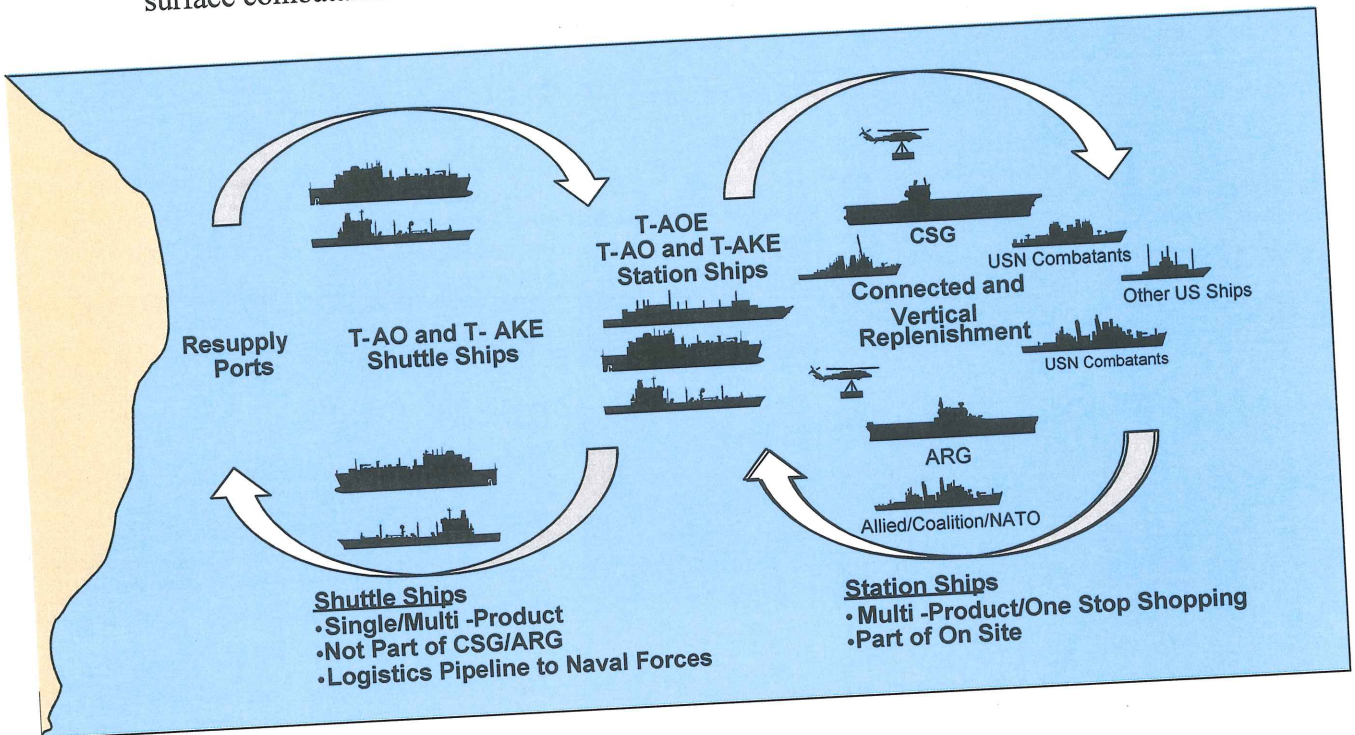 surface
T-AOE
T-AO and T-AKE
Station Ships
Resupply
Ports
T-AO and T- AKE
Shuttle Ships
CSG
USN Combatants
Other US Ships
Connected and
Vertical
Replenishment
USN Combatants
ARG
Allied/Coalition/NATO
Shuttle Ships
•Single/Multi -Product
•Not Part of CSG/ARG
•Logistics Pipeline to Naval Forces
Station Ships
• Multi -Product/One Stop Shopping
•Part of On Site